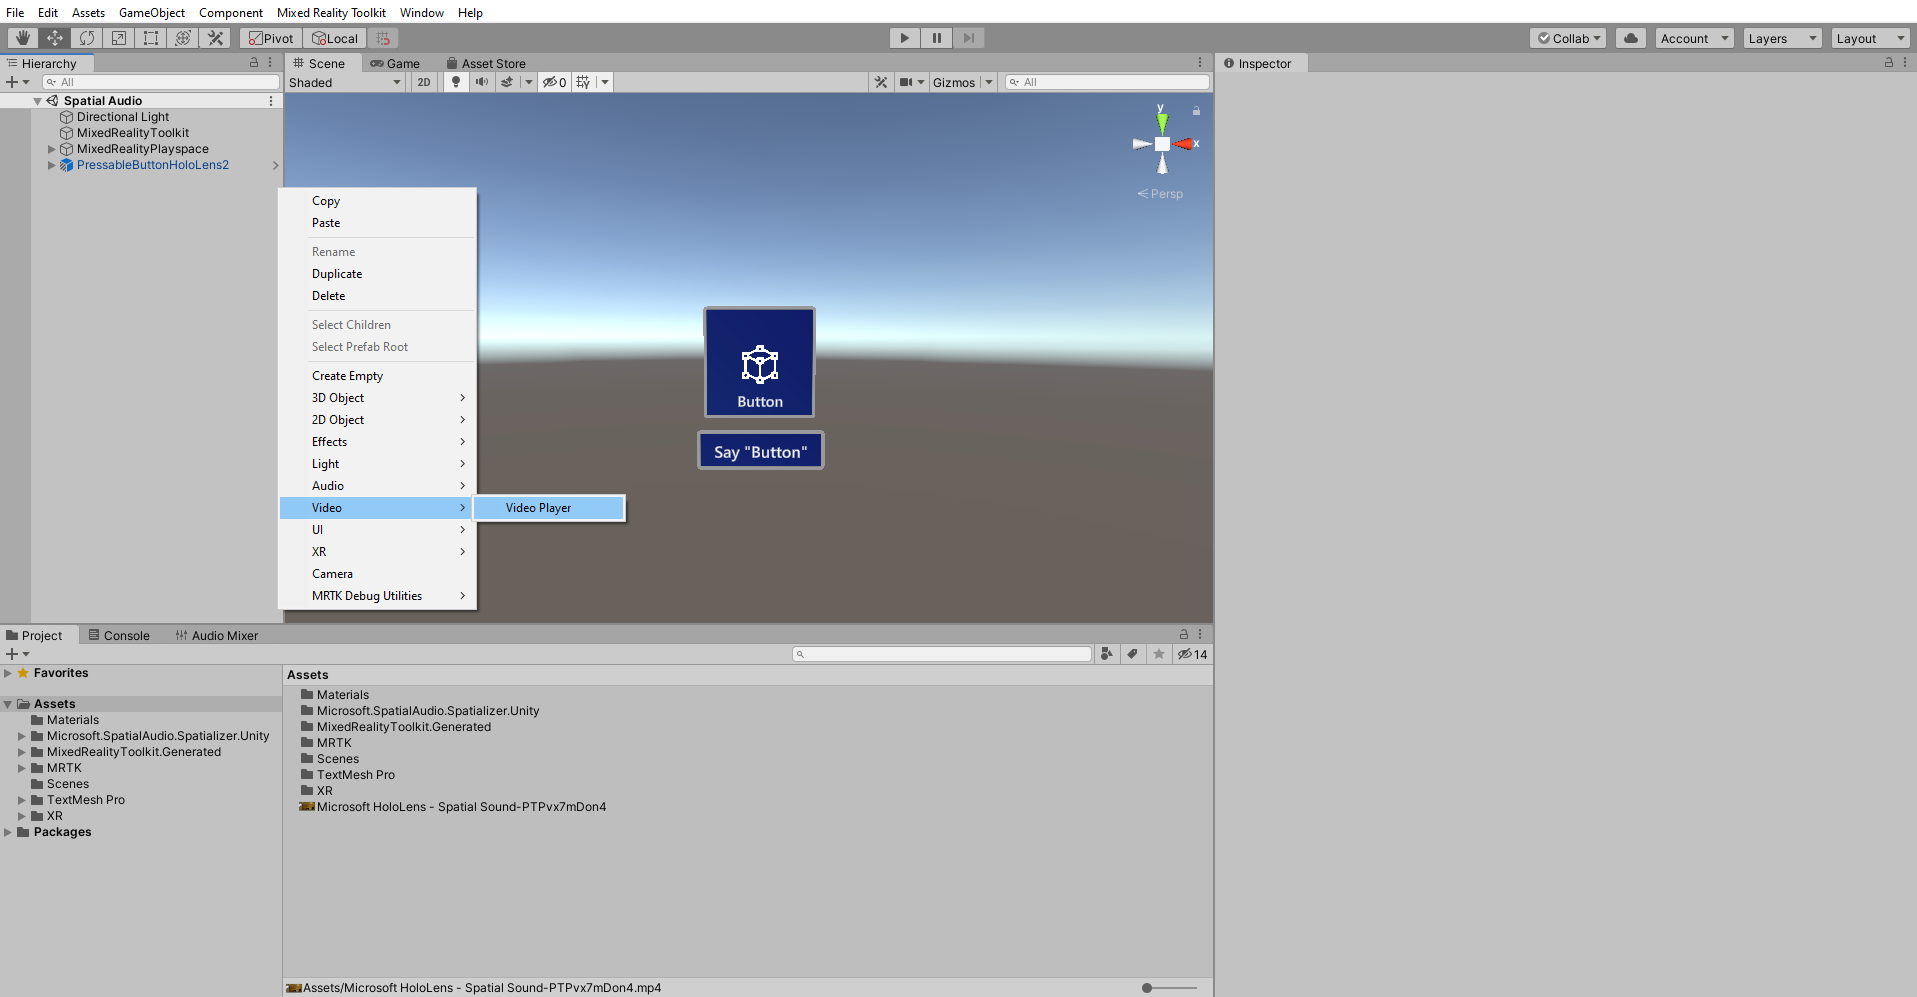 File Edit Assets GameObject Component Mixed Reality Toolkit Window Help
Pivot Local Collab Account Layers Layout
Hierarchy
All
Spatial Audio
Directional Light
MixedRealityToolkit
MixedRealityPlayspace
PressableButtonHoloLens2
Scene Game Asset Store
Shaded 2D 0 Gizmos All
y
x
Persp
Inspector
Copy
Paste
Rename
Duplicate
Delete
Select Children
Select Prefab Root
Create Empty
3D Object
2D Object
Effects
Light
Audio
Video
Video Player
UI
XR
Camera
MRTK Debug Utilities
Button
Say "Button"
Project Console Audio Mixer
14
Favorites
Assets
Materials
Microsoft.SpatialAudio.Spatializer.Unity
MixedRealityToolkit.Generated
MRTK
Scenes
TextMesh Pro
XR
Packages
Assets
Materials
Microsoft.SpatialAudio.Spatializer.Unity
MixedRealityToolkit.Generated
MRTK
Scenes
TextMesh Pro
XR
Microsoft HoloLens - Spatial Sound-PTPvx7mDon4
Assets/Microsoft HoloLens - Spatial Sound-PTPvx7mDon4.mp4